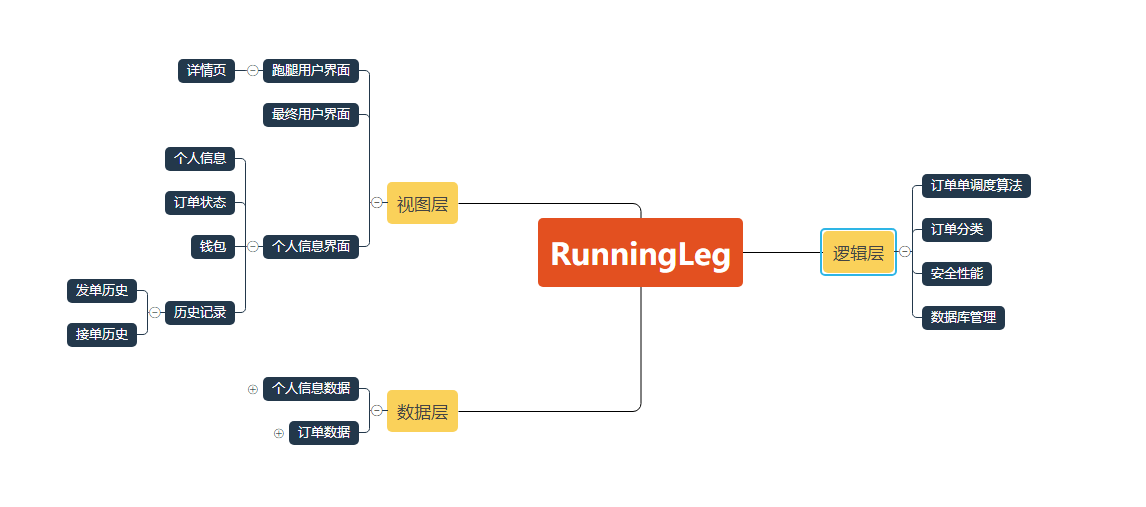 详情页
跑腿用户界面
最终用户界面
个人信息
订单状态
钱包
个人信息界面
历史记录
发单历史
接单历史
视图层
RunningLeg
逻辑层
订单单调度算法
订单分类
安全性能
数据库管理
个人信息数据
订单数据
数据层